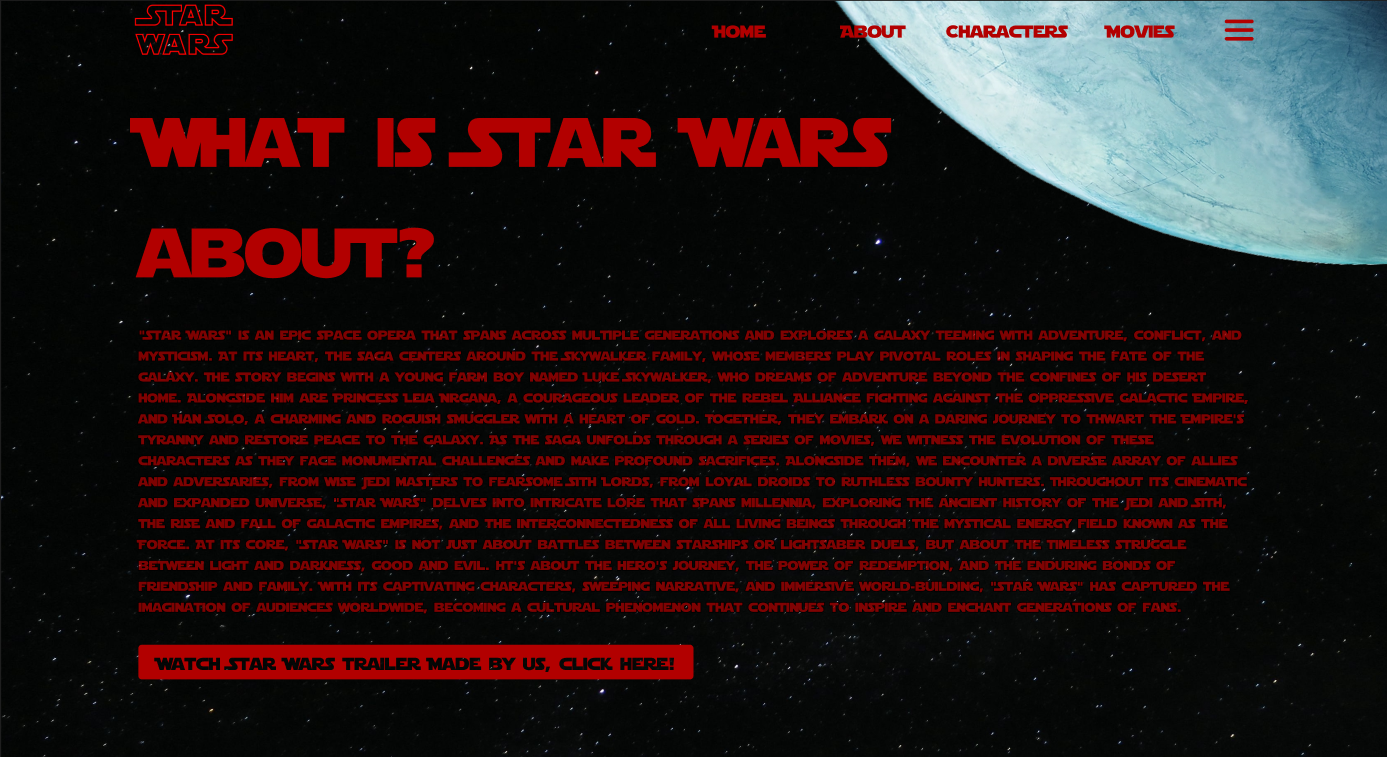 STAR
WARS
Home
About
Characters
Movies
What is Star Wars
about?
"Star Wars" is an epic space opera that spans across multiple generations and explores a galaxy teeming with adventure, conflict, and
mysticism. At its heart, the saga centers around the Skywalker family, whose members play pivotal roles in shaping the fate of the
galaxy. The story begins with a young farm boy named Luke Skywalker, who dreams of adventure beyond the confines of his desert
home. Alongside him are Princess Leia Nrgana, a courageous leader of the Rebel Alliance fighting against the oppressive Galactic Empire,
and Han Solo, a charming and roguish smuggler with a heart of gold. Together, they embark on a daring journey to thwart the Empire's
tyranny and restore peace to the galaxy. As the saga unfolds through a series of movies, we witness the evolution of these
characters as they face monumental challenges and make profound sacrifices. Alongside them, we encounter a diverse array of allies
and adversaries, from wise Jedi Masters to fearsome Sith Lords, from loyal droids to ruthless bounty hunters. Throughout its cinematic
and expanded universe, "Star Wars" delves into intricate lore that spans millennia, exploring the ancient history of the Jedi and Sith,
the rise and fall of galactic empires, and the interconnectedness of all living beings through the mystical energy field known as the
Force. At its core, "Star Wars" is not just about battles between starships or lightsaber duels, but about the timeless struggle
between light and darkness, good and evil. Ht's about the hero's journey, the power of redemption, and the enduring bonds of
friendship and family. With its captivating characters, sweeping narrative, and immersive world-building, "Star Wars" has captured the
imagination of audiences worldwide, becoming a cultural phenomenon that continues to inspire and enchant generations of fans.
Watch Star Wars trailer Made by us, click here!